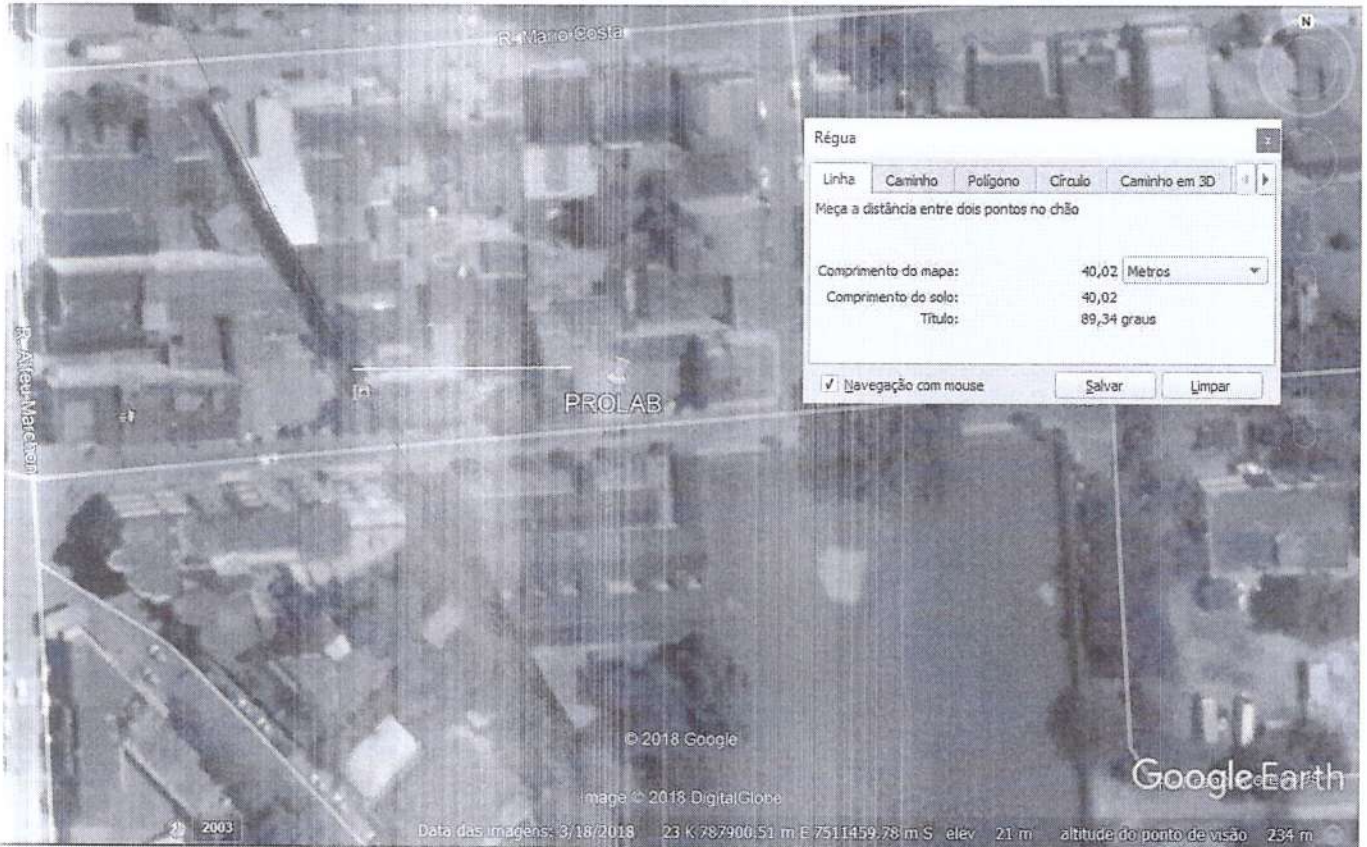 R. Mario Costa
N
Régua
Linha Caminho Polígono Círculo Caminho em 3D
Meça a distância entre dois pontos no chão
Comprimento do mapa: 40,02 Metros
Comprimento do solo: 40,02
Título: 89,34 graus
Navegação com mouse Salvar Limpar
R. Alfeu Marchon
PROLAB
© 2018 Google
mage © 2018 DigitalGlobe
Google Earth
2003
Data das imagens: 3/18/2018 23 K 787900.51 m E 7511459.78 m S elev 21 m altitude do ponto de visão 234 m